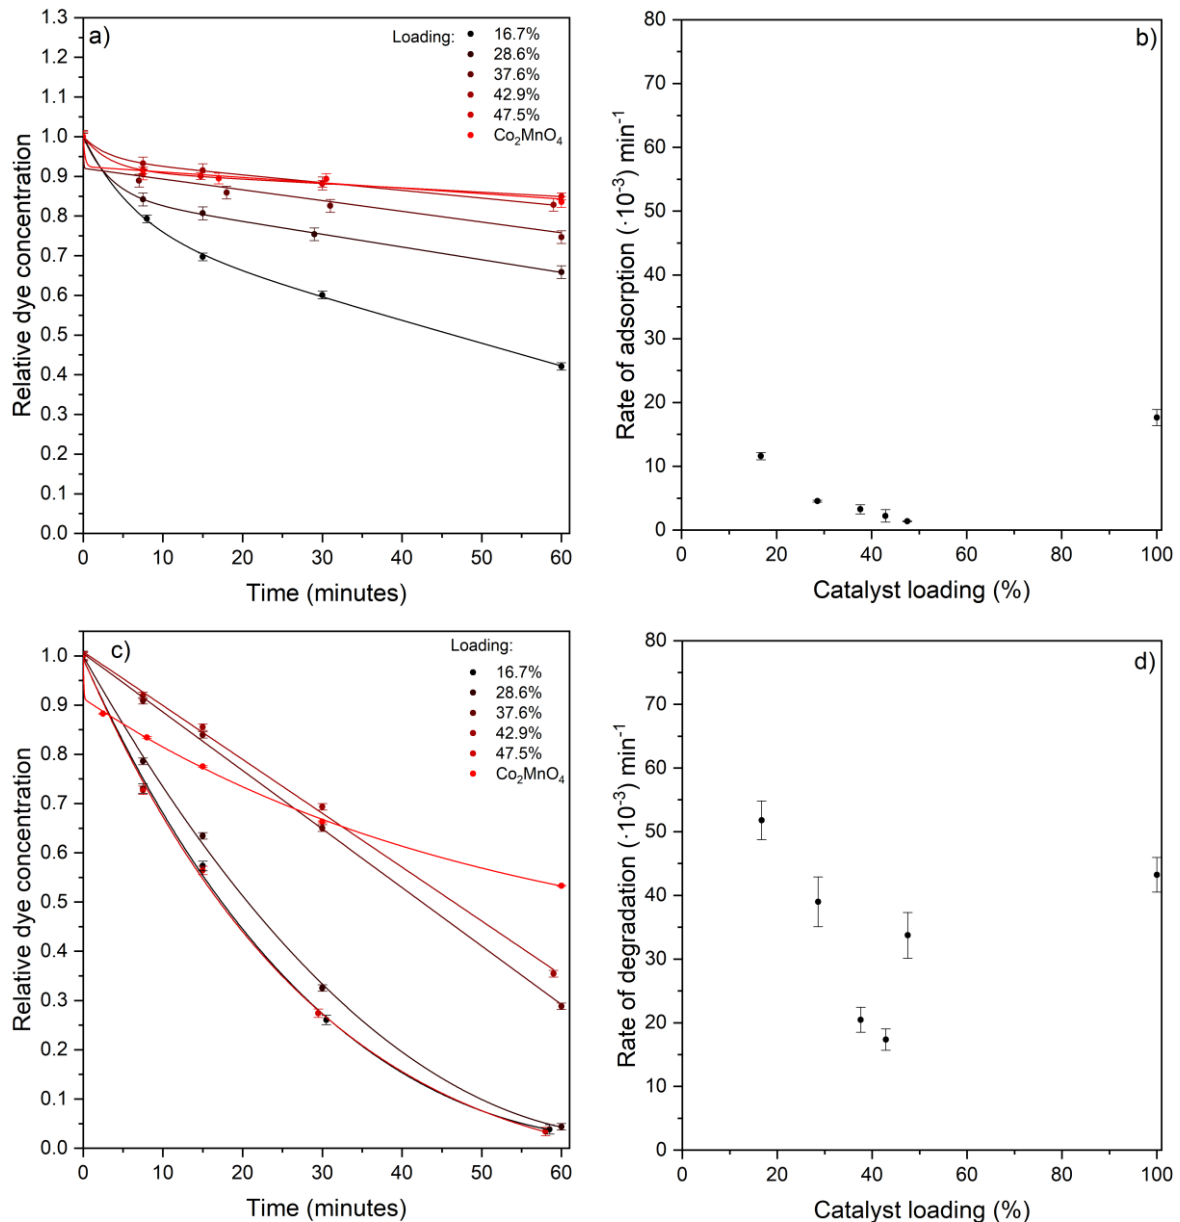 a)
Loading:
16.7%
28.6%
37.6%
42.9%
47.5%
Co₂MnO₄
1.3
1.2
1.1
1.0
0.9
0.8
0.7
0.6
0.5
0.4
0.3
0.2
0.1
0.0
Relative dye concentration
0 10 20 30 40 50 60
Time (minutes)
b)
80
70
60
50
40
30
20
10
0
Rate of adsorption (·10⁻³) min⁻¹
0 20 40 60 80 100
Catalyst loading (%)
c)
Loading:
16.7%
28.6%
37.6%
42.9%
47.5%
Co₂MnO₄
1.0
0.9
0.8
0.7
0.6
0.5
0.4
0.3
0.2
0.1
0.0
Relative dye concentration
0 10 20 30 40 50 60
Time (minutes)
d)
80
70
60
50
40
30
20
10
0
Rate of degradation (·10⁻³) min⁻¹
0 20 40 60 80 100
Catalyst loading (%)